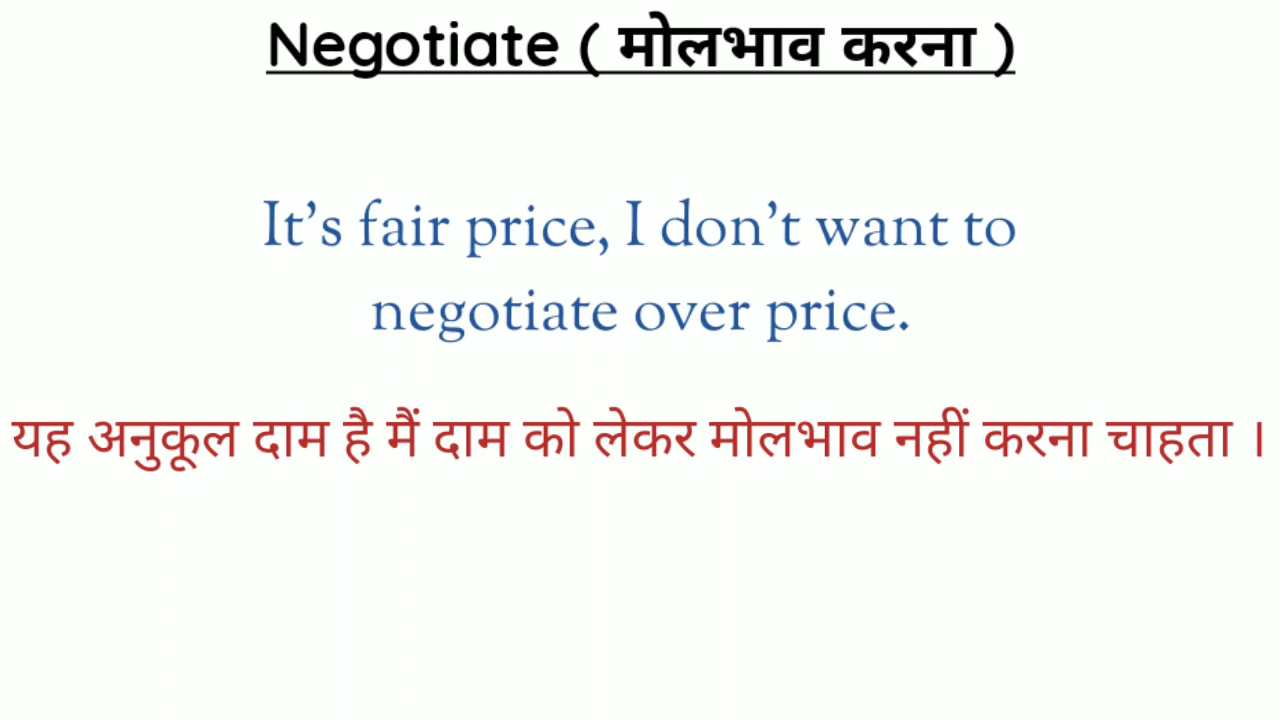 Negotiate ( मोलभाव करना )
It’s fair price, I don’t want to
negotiate over price.
यह अनुकूल दाम है मैं दाम को लेकर मोलभाव नहीं करना चाहता ।